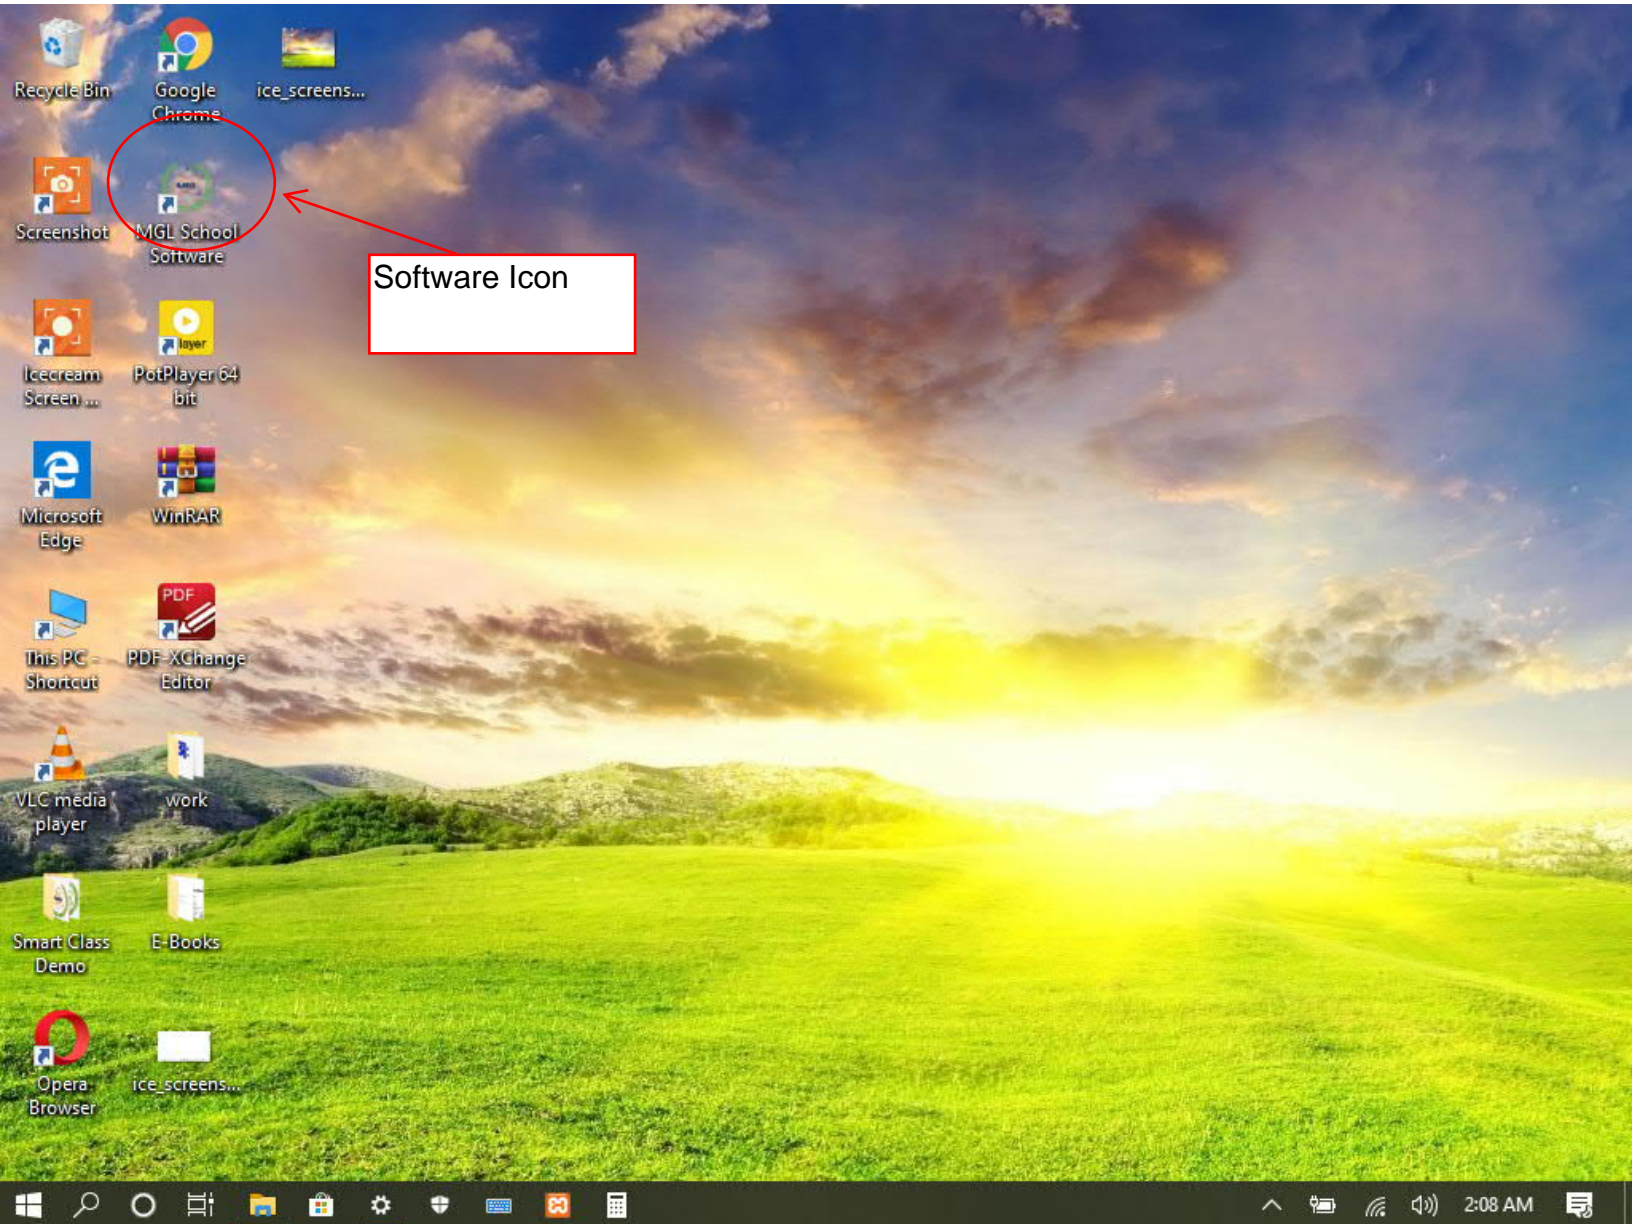 Recycle Bin
Google
Chrome
ice_screens...
Screenshot
MGL School
Software
Software Icon
Icecream
Screen ...
layer
PotPlayer 64
bit
Microsoft
Edge
WinRAR
This PC -
Shortcut
PDF
PDF-XChange
Editor
VLC media
player
work
Smart Class
Demo
E-Books
Opera
Browser
ice_screens...
2:08 AM